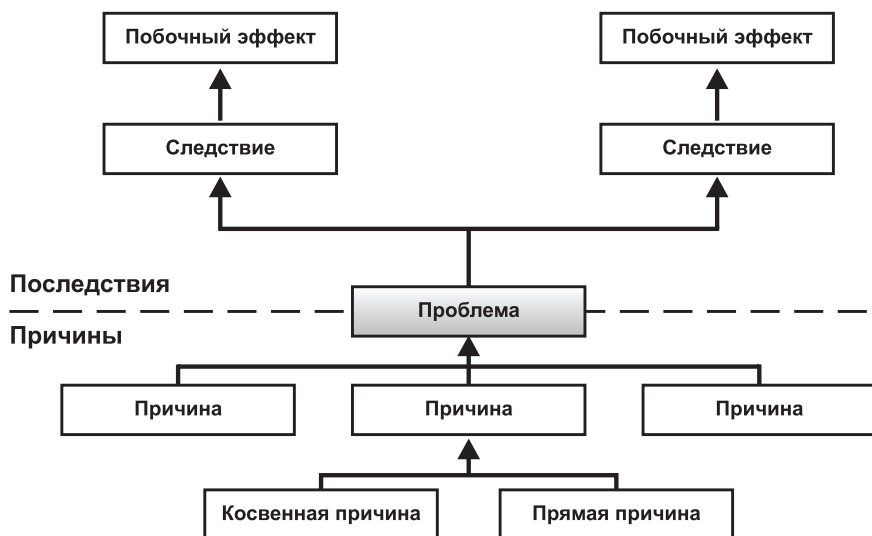 Побочный эффект
Побочный эффект
Следствие
Следствие
Последствия
Проблема
Причины
Причина
Причина
Причина
Косвенная причина
Прямая причина